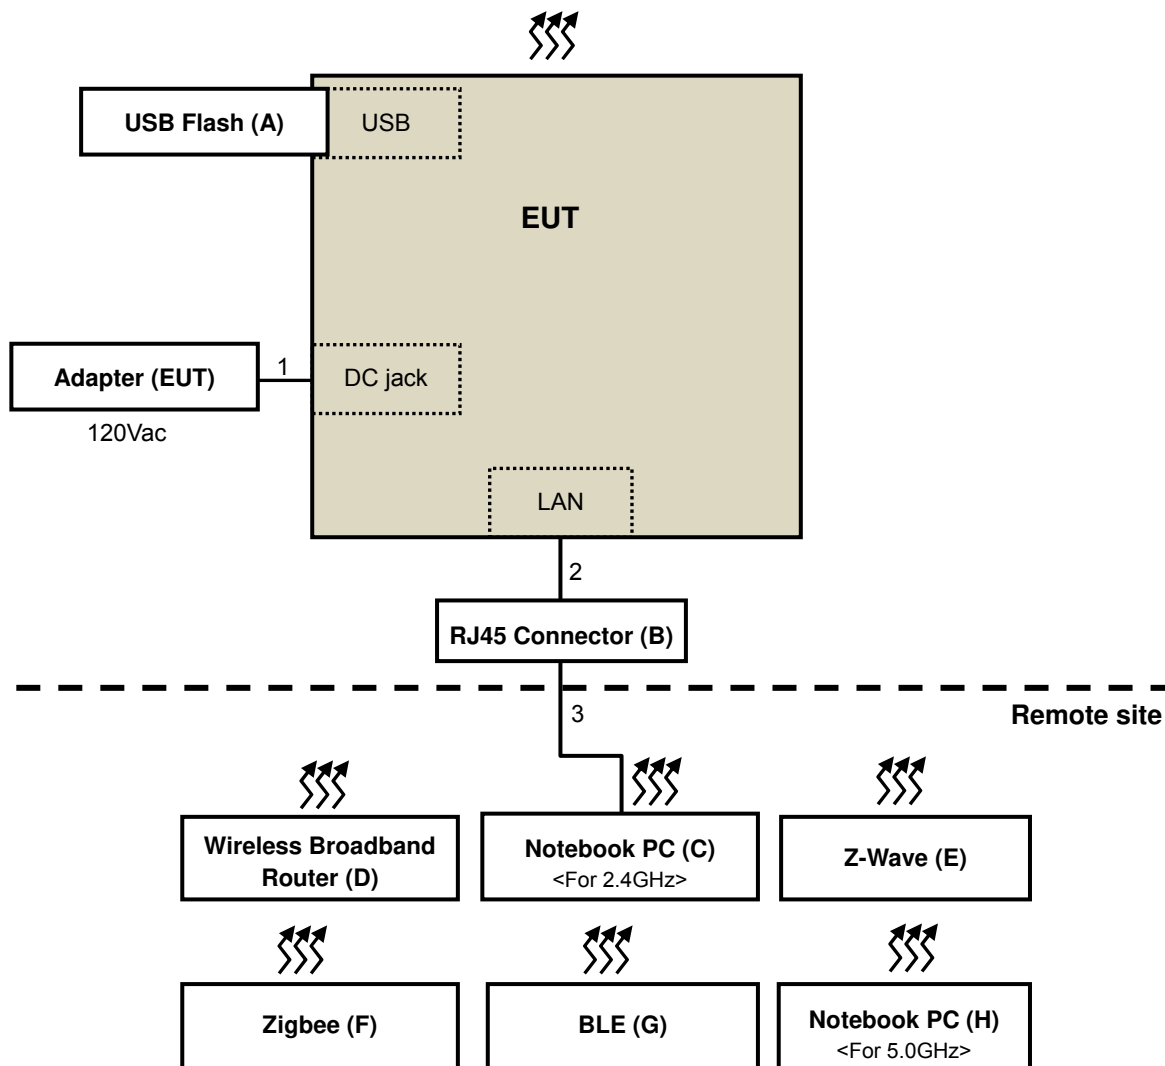 USB Flash (A)
USB
EUT
Adapter (EUT)
1
DC jack
120Vac
LAN
2
RJ45 Connector (B)
3
Remote site
Wireless Broadband
Router (D)
Notebook PC (C)
<For 2.4GHz>
Z-Wave (E)
Zigbee (F)
BLE (G)
Notebook PC (H)
<For 5.0GHz>